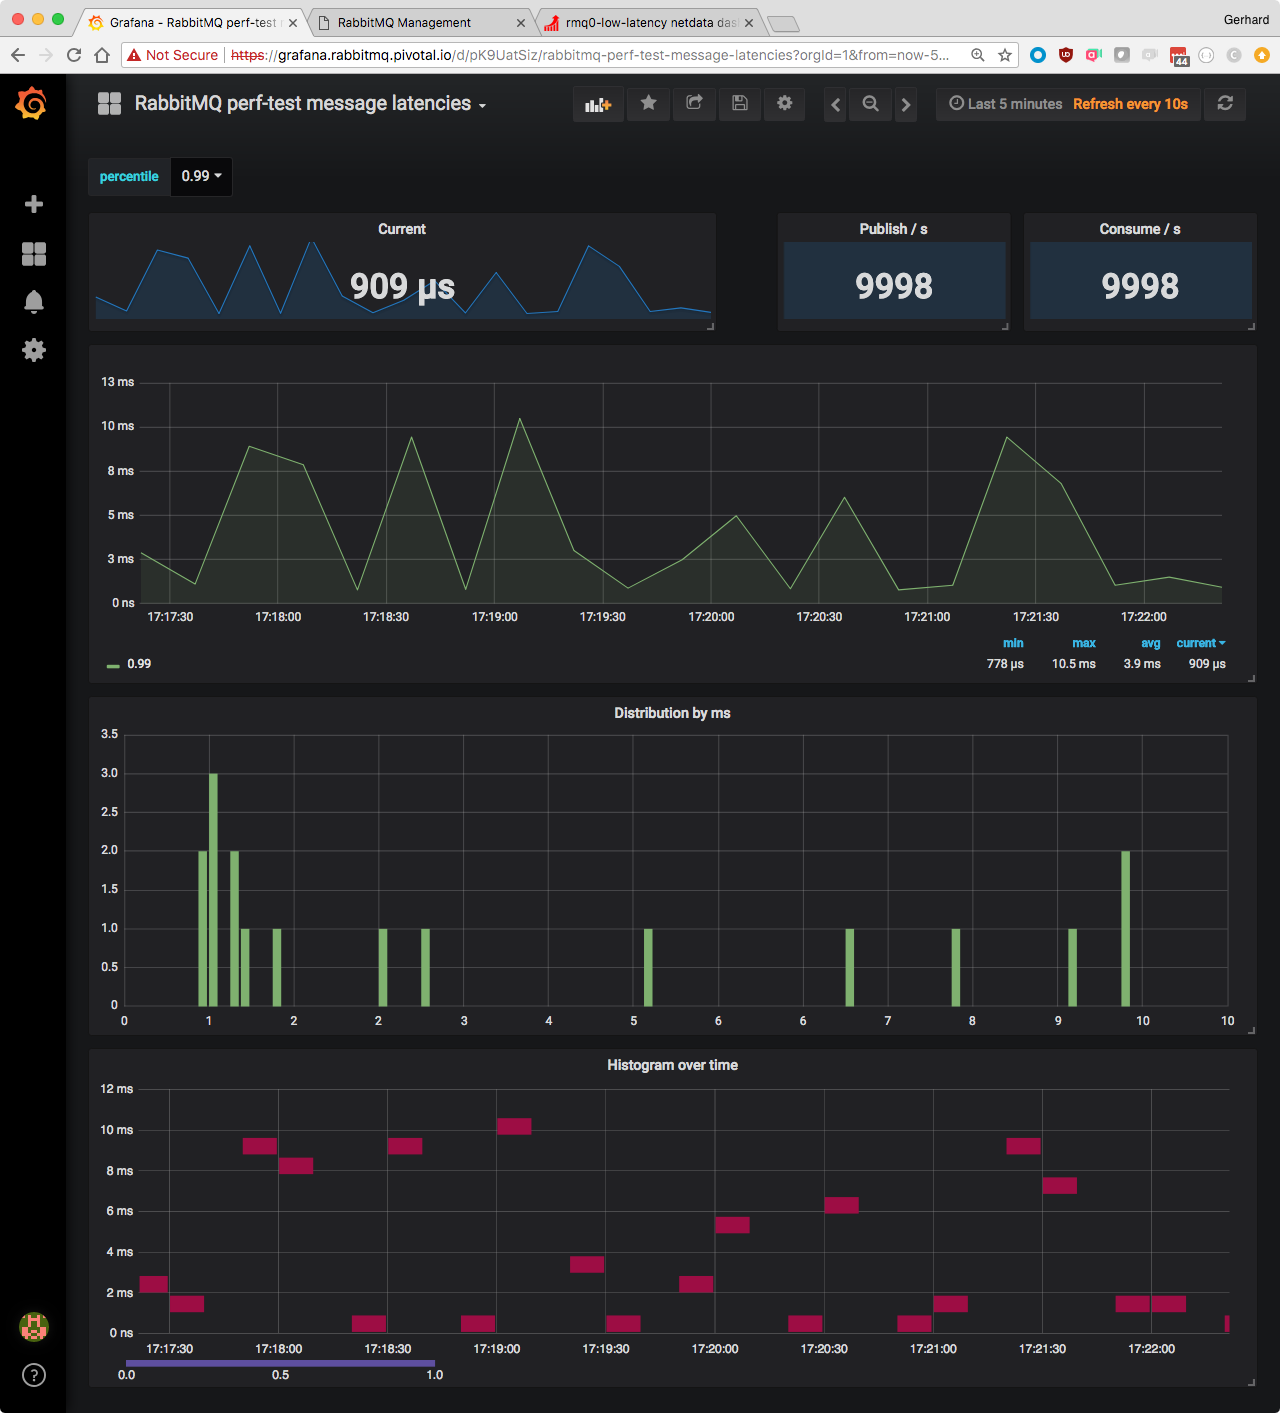 Grafana - RabbitMQ perf-test m
RabbitMQ Management
rmq0-low-latency netdata das
Gerhard
Not Secure
https://grafana.rabbitmq.pivotal.io/d/pK9UatSiz/rabbitmq-perf-test-message-latencies?orgId=1&from=now-5...
44
RabbitMQ perf-test message latencies
Last 5 minutes Refresh every 10s
percentile 0.99
Current
909 µs
Publish / s
9998
Consume / s
9998
13 ms
10 ms
8 ms
5 ms
3 ms
0 ns
17:17:30 17:18:00 17:18:30 17:19:00 17:19:30 17:20:00 17:20:30 17:21:00 17:21:30 17:22:00
min max avg current
0.99 778 µs 10.5 ms 3.9 ms 909 µs
Distribution by ms
3.5
3.0
2.5
2.0
1.5
1.0
0.5
0
0 1 2 2 3 4 5 6 6 7 8 9 10 10
Histogram over time
12 ms
10 ms
8 ms
6 ms
4 ms
2 ms
0 ns
17:17:30 17:18:00 17:18:30 17:19:00 17:19:30 17:20:00 17:20:30 17:21:00 17:21:30 17:22:00
0.0 0.5 1.0